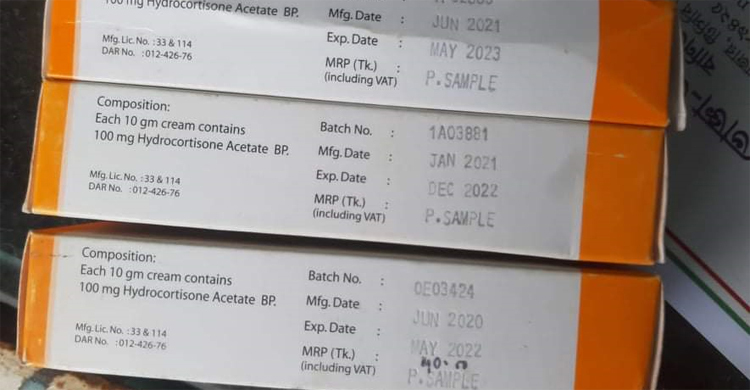 Hydrocortisone Acetate BP.
Mfg. Lic. No. : 33 & 114
DAR No. : 012-426-76
Mfg. Date : JUN 2021
Exp. Date : MAY 2023
MRP (Tk.) : P.SAMPLE
(including VAT)
Composition:
Each 10 gm cream contains
100 mg Hydrocortisone Acetate BP.
Mfg. Lic. No. : 33 & 114
DAR No. : 012-426-76
Batch No. : 1A03881
Mfg. Date : JAN 2021
Exp. Date : DEC 2022
MRP (Tk.) : P.SAMPLE
(including VAT)
Composition:
Each 10 gm cream contains
100 mg Hydrocortisone Acetate BP.
Mfg. Lic. No. : 33 & 114
DAR No. : 012-426-76
Batch No. : 0E03424
Mfg. Date : JUN 2020
Exp. Date : MAY 2022
MRP (Tk.) : P.SAMPLE
(including VAT)